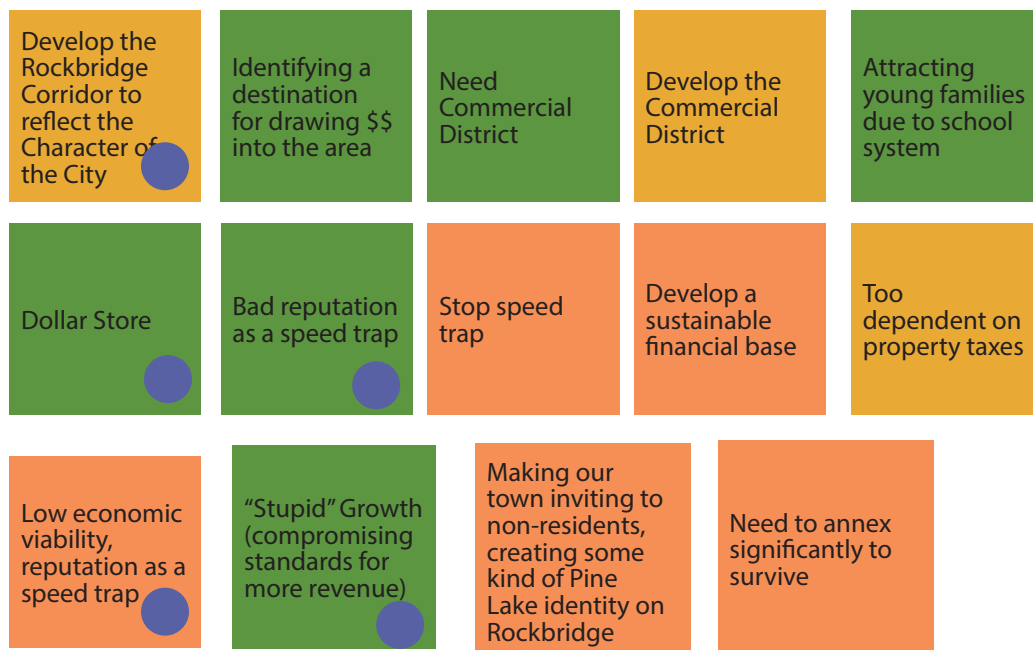 Develop the
Rockbridge
Corridor to
reflect the
Character of
the City
Identifying a
destination
for drawing $$
into the area
Need
Commercial
District
Develop the
Commercial
District
Attracting
young families
due to school
system
Dollar Store
Bad reputation
as a speed trap
Stop speed
trap
Develop a
sustainable
financial base
Too
dependent on
property taxes
Low economic
viability,
reputation as a
speed trap
“Stupid” Growth
(compromising
standards for
more revenue)
Making our
town inviting to
non-residents,
creating some
kind of Pine
Lake identity on
Rockbridge
Need to annex
significantly to
survive